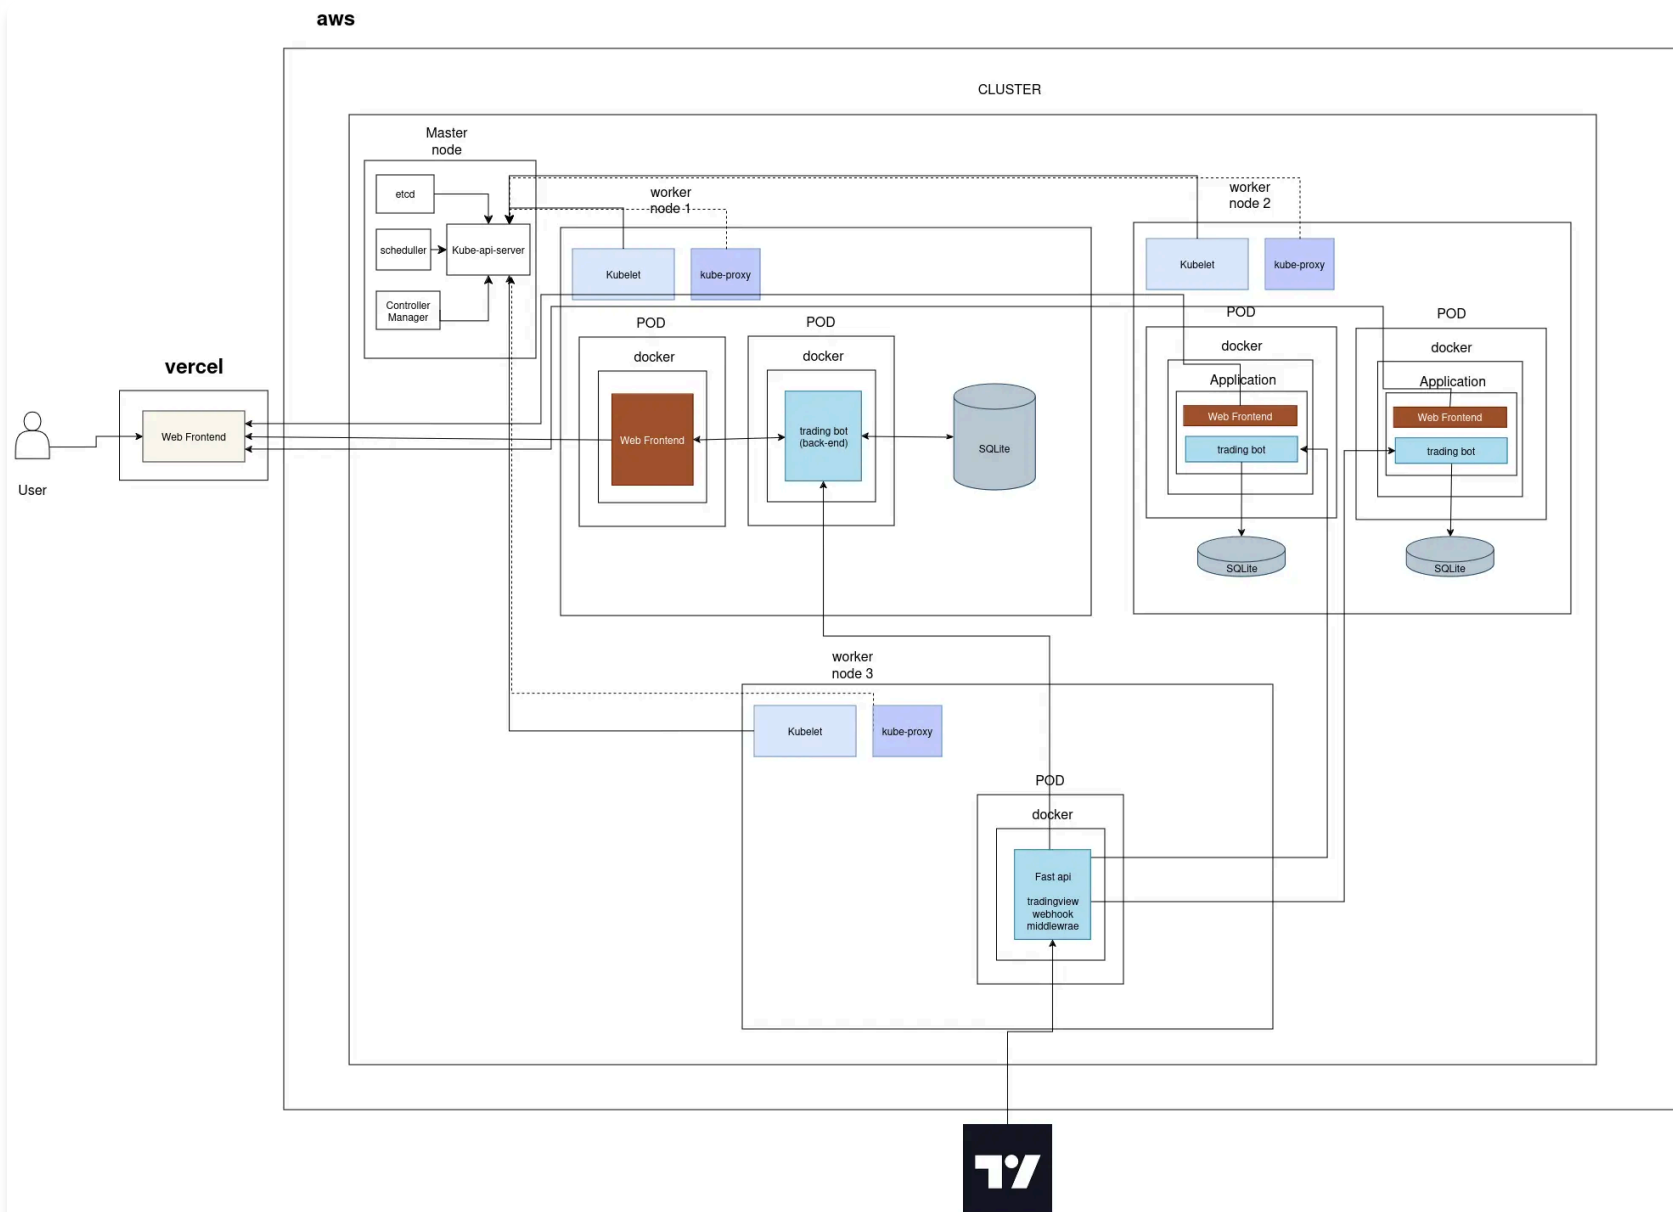 aws
CLUSTER
Master
node
etcd
scheduller
Kube-api-server
Controller
Manager
worker
node 1
Kubelet
kube-proxy
POD
docker
Web Frontend
POD
docker
trading bot
(back-end)
SQLite
worker
node 2
Kubelet
kube-proxy
POD
docker
Application
Web Frontend
trading bot
SQLite
POD
docker
Application
Web Frontend
trading bot
SQLite
vercel
Web Frontend
User
worker
node 3
Kubelet
kube-proxy
POD
docker
Fast api
tradingview
webhook
middlewrae